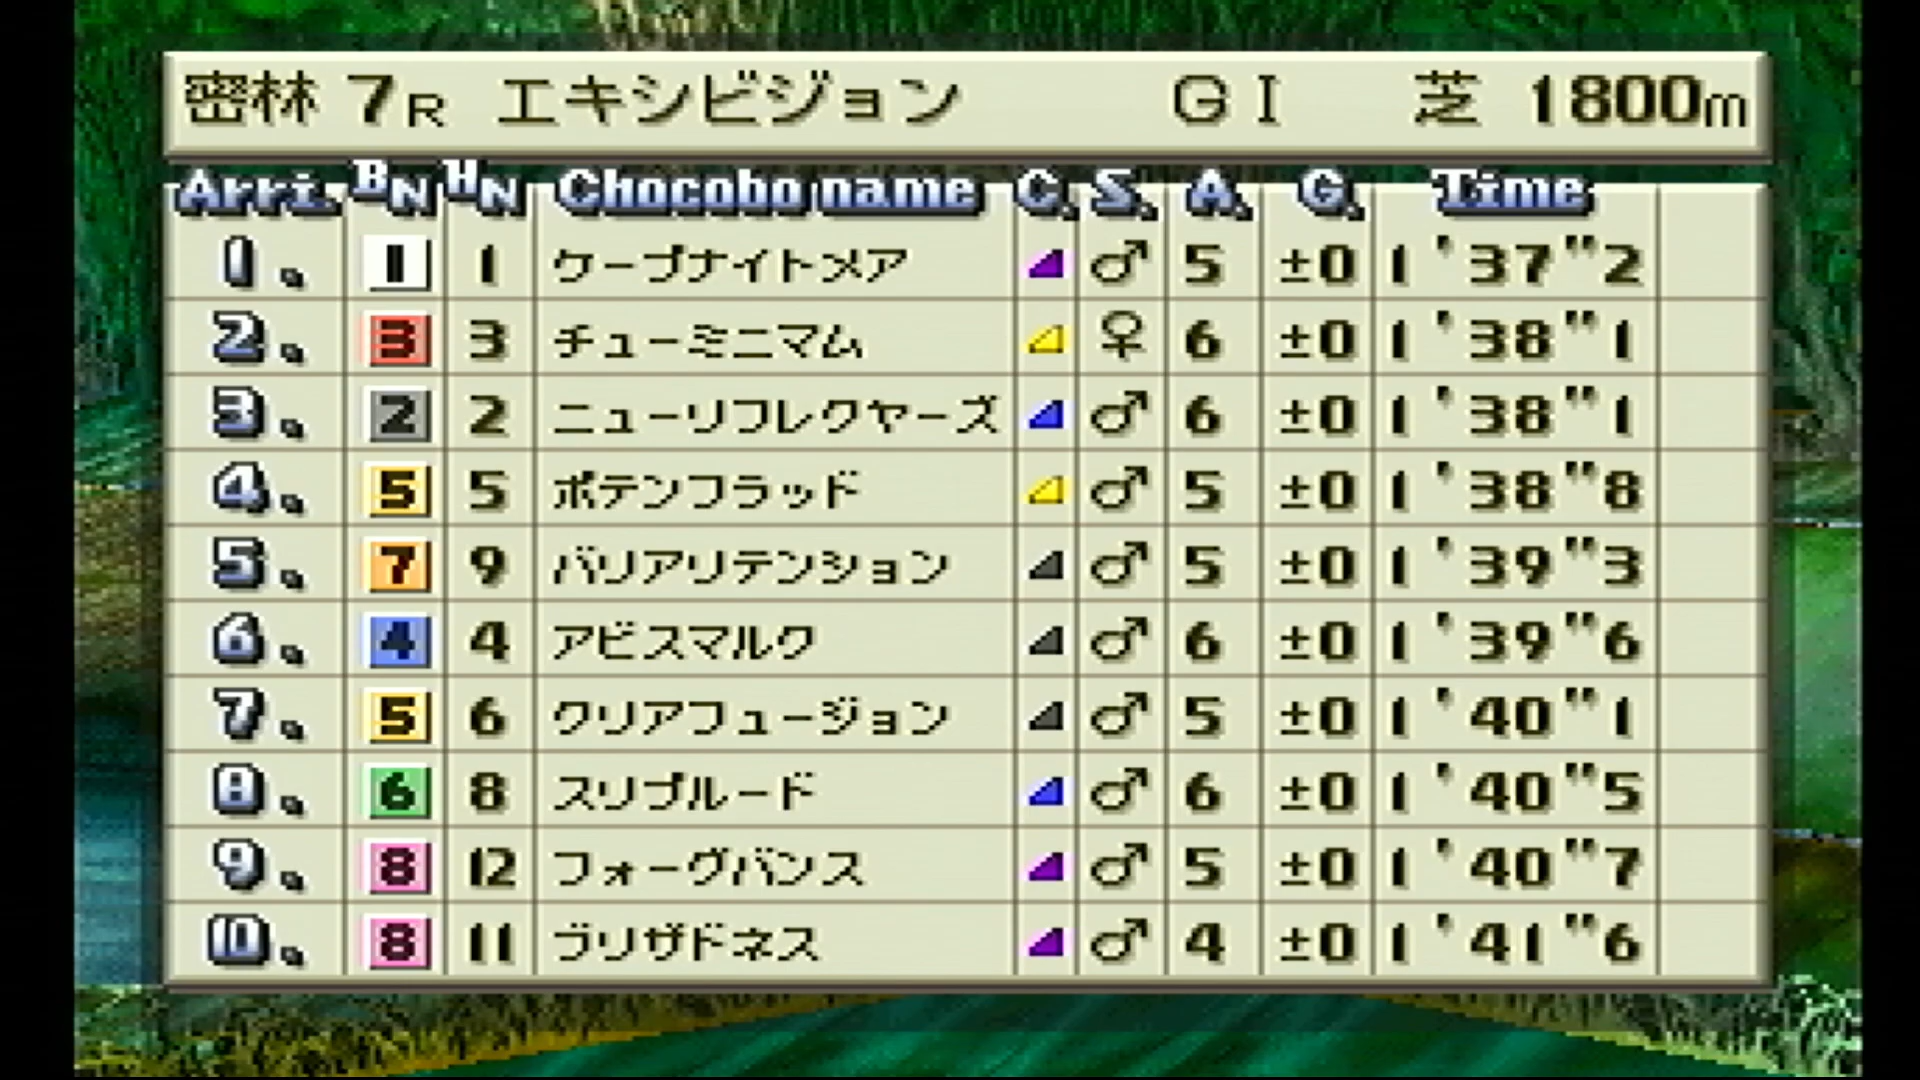 密林 7R エキシビジョン GI 芝 1800m
Arri. BN HN Chocobo name C. S. A. G. Time
1. 1 1 ケーブナイトメア ♂ 5 ±0 1'37"2
2. 3 3 チューミニマム ♀ 6 ±0 1'38"1
3. 2 2 ニューリフレクヤーズ ♂ 6 ±0 1'38"1
4. 5 5 ポテンフラッド ♂ 5 ±0 1'38"8
5. 7 9 バリアリテンション ♂ 5 ±0 1'39"3
6. 4 4 アビスマルク ♂ 6 ±0 1'39"6
7. 5 6 クリアフュージョン ♂ 5 ±0 1'40"1
8. 6 8 スリプルード ♂ 6 ±0 1'40"5
9. 8 12 フォーグバンス ♂ 5 ±0 1'40"7
10. 8 11 ブリザドネス ♂ 4 ±0 1'41"6